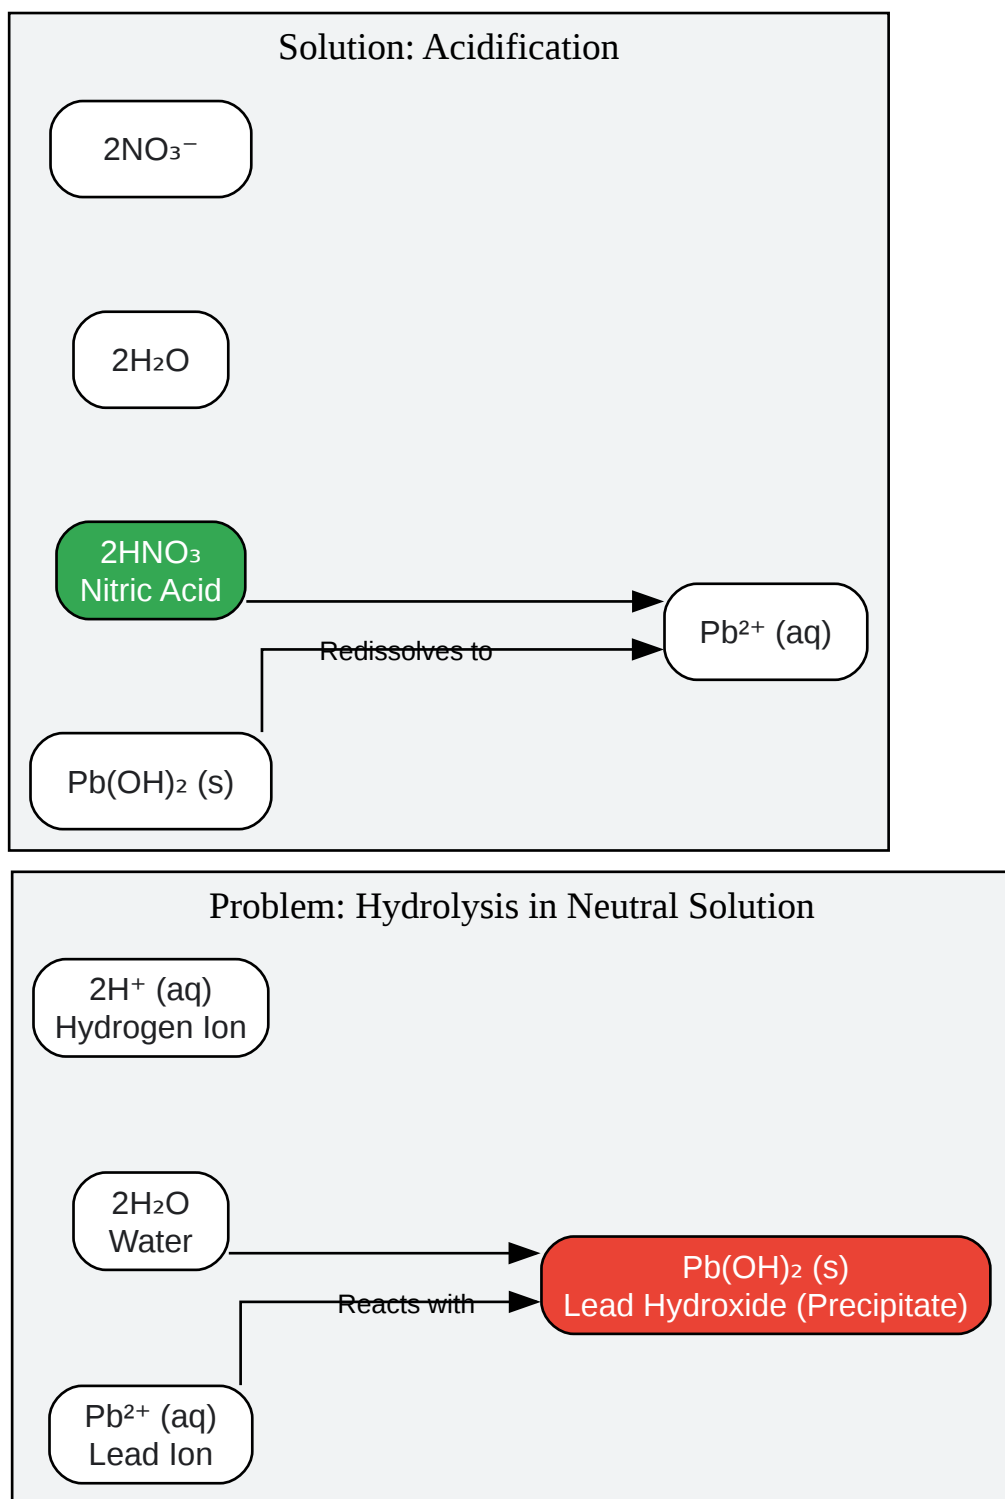 Solution: Acidification
2NO₃⁻
2H₂O
2HNO₃
Nitric Acid
Pb²⁺ (aq)
Redissolves to
Pb(OH)₂ (s)
Problem: Hydrolysis in Neutral Solution
2H⁺ (aq)
Hydrogen Ion
2H₂O
Water
Pb(OH)₂ (s)
Lead Hydroxide (Precipitate)
Reacts with
Pb²⁺ (aq)
Lead Ion